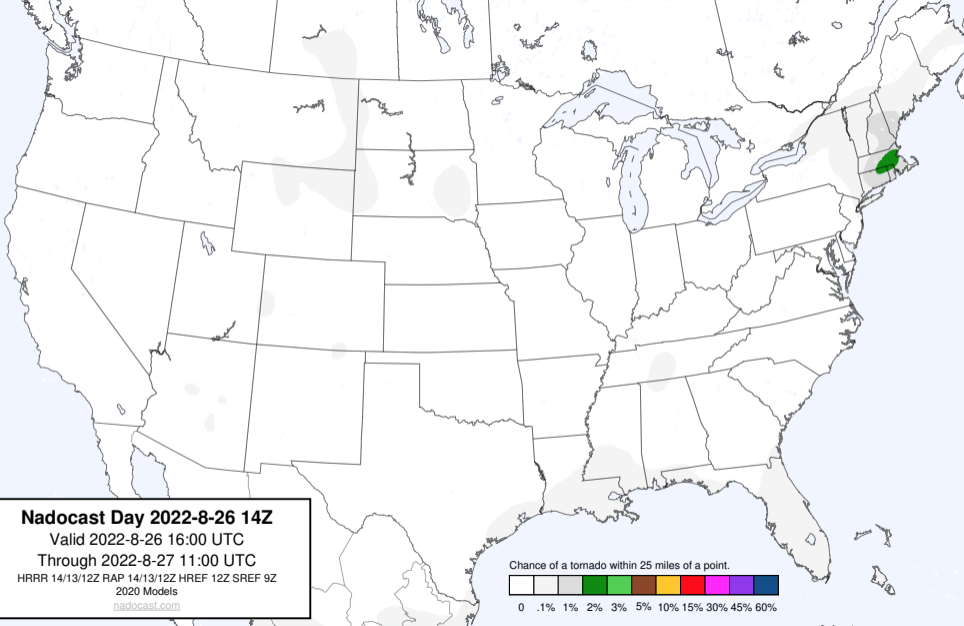 Nadocast Day 2022-8-26 14Z
Valid 2022-8-26 16:00 UTC
Through 2022-8-27 11:00 UTC
HRRR 14/13/12Z RAP 14/13/12Z HREF 12Z SREF 9Z
2020 Models
nadocast.com
Chance of a tornado within 25 miles of a point.
0 .1% 1% 2% 3% 5% 10% 15% 30% 45% 60%